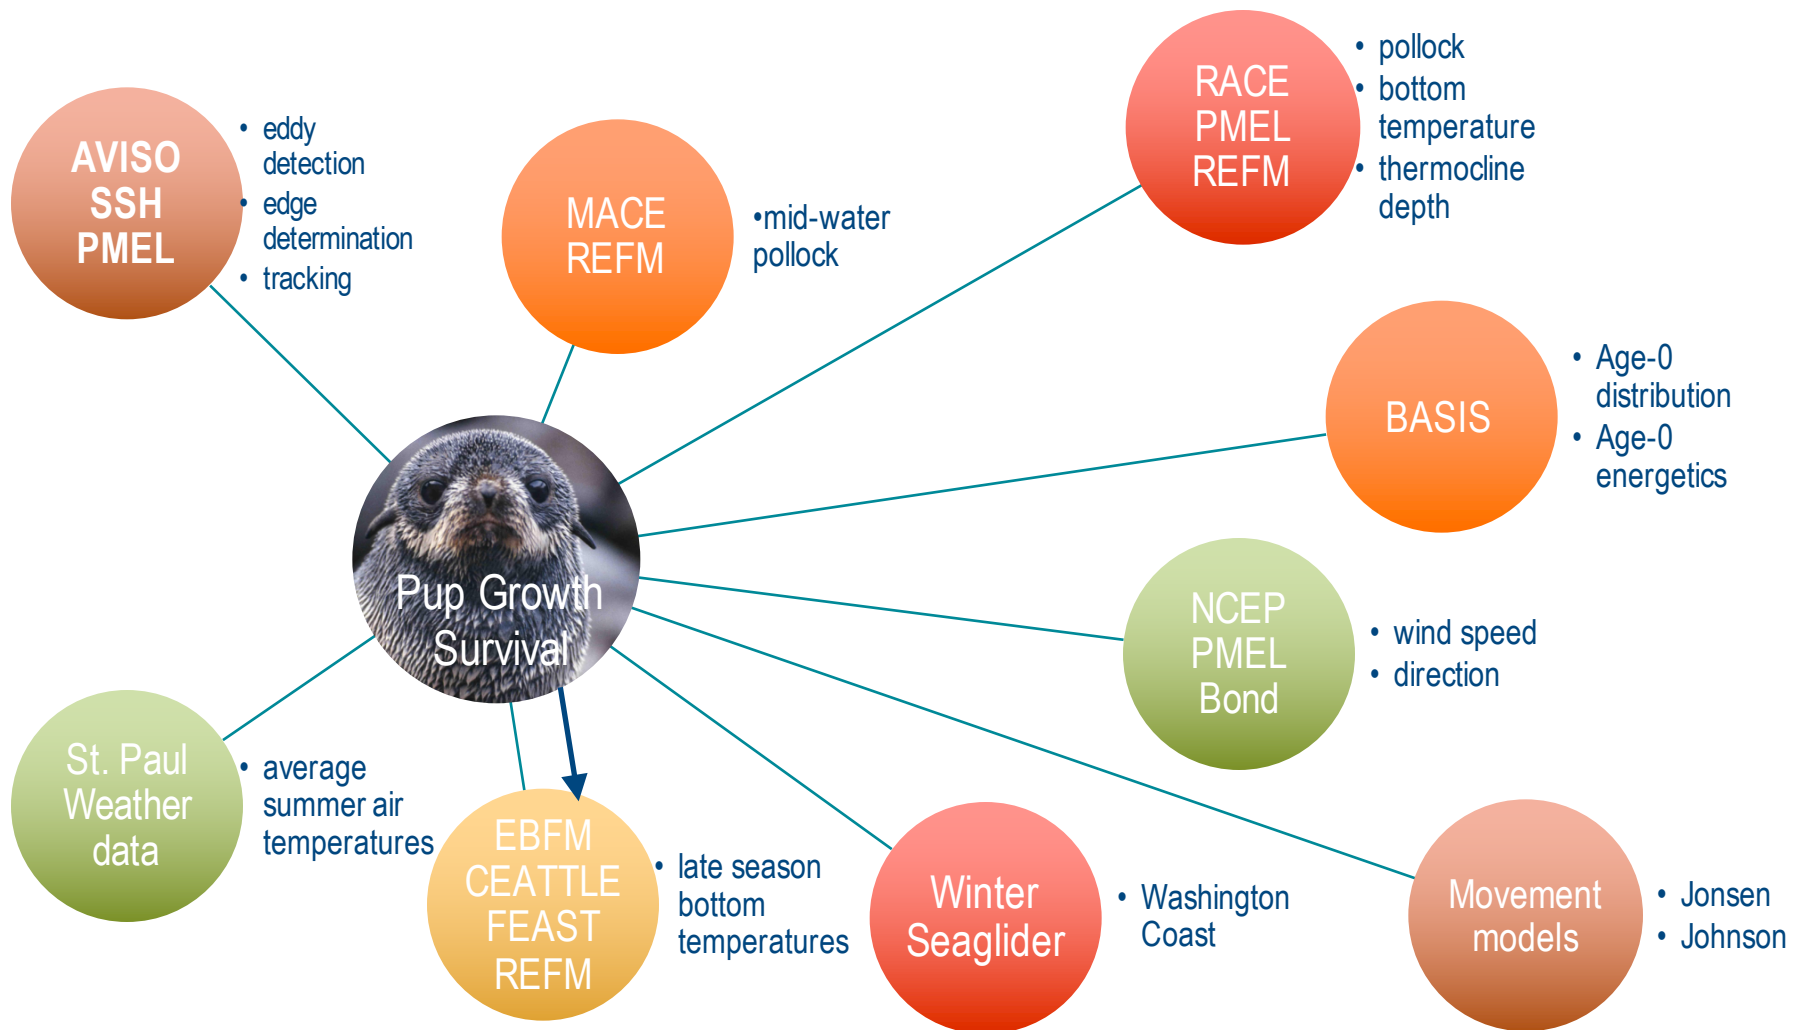 AVISO
SSH
PMEL
• eddy
detection
• edge
determination
• tracking
MACE
REFM
•mid-water
pollock
RACE
PMEL
REFM
• pollock
• bottom
temperature
• thermocline
depth
BASIS
• Age-0
distribution
• Age-0
energetics
Pup Growth
Survival
NCEP
PMEL
Bond
• wind speed
• direction
St. Paul
Weather
data
• average
summer air
temperatures
EBFM
CEATTLE
FEAST
REFM
• late season
bottom
temperatures
Winter
Seaglider
• Washington
Coast
Movement
models
• Jonsen
• Johnson